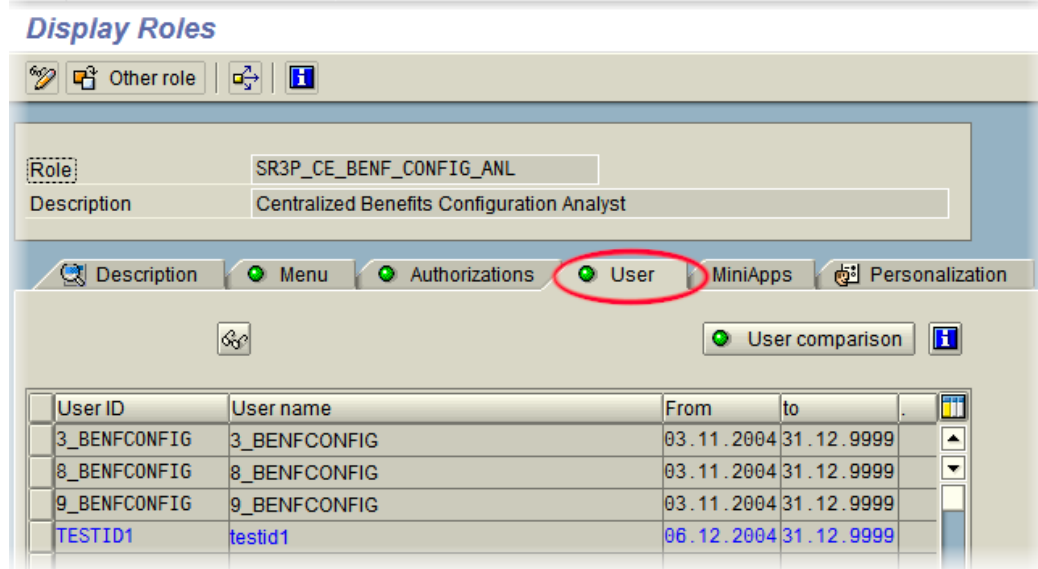 Display Roles
Other role
Role SR3P_CE_BENF_CONFIG_ANL
Description Centralized Benefits Configuration Analyst
Description Menu Authorizations User MiniApps Personalization
User comparison
User ID User name From to .
3_BENFCONFIG 3_BENFCONFIG 03.11.2004 31.12.9999
8_BENFCONFIG 8_BENFCONFIG 03.11.2004 31.12.9999
9_BENFCONFIG 9_BENFCONFIG 03.11.2004 31.12.9999
TESTID1 testid1 06.12.2004 31.12.9999